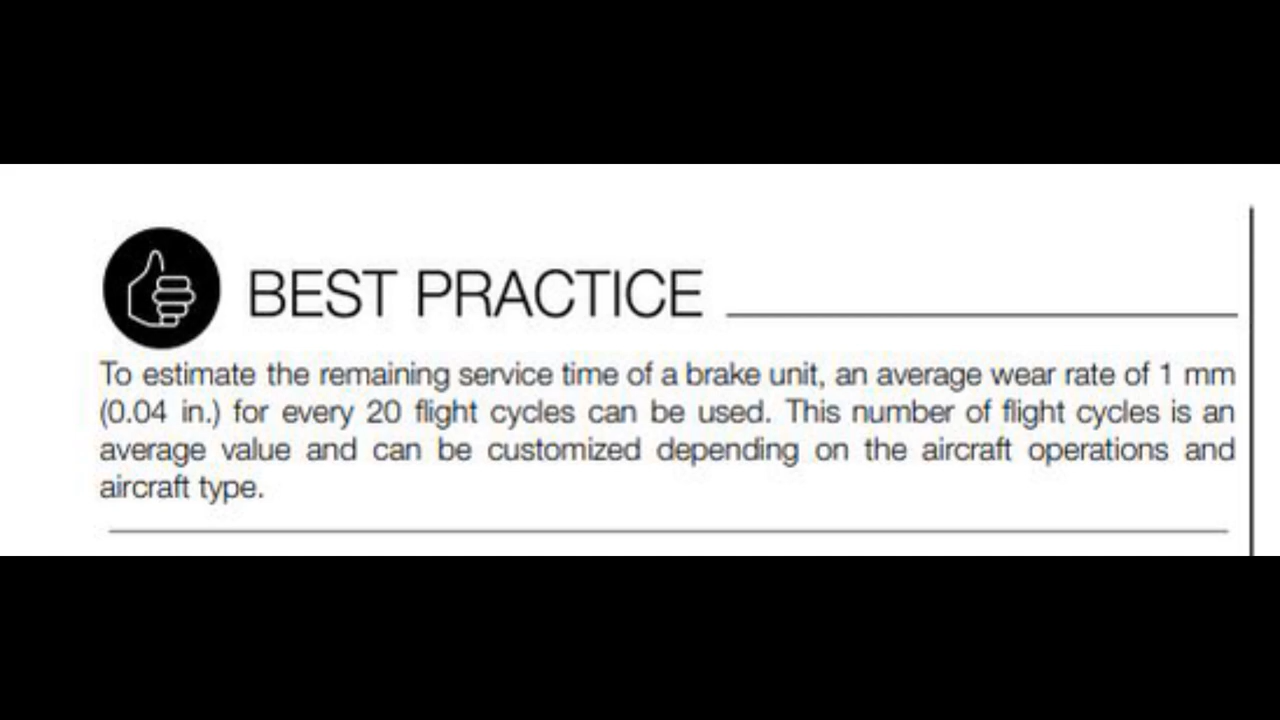 BEST PRACTICE
To estimate the remaining service time of a brake unit, an average wear rate of 1 mm
(0.04 in.) for every 20 flight cycles can be used. This number of flight cycles is an
average value and can be customized depending on the aircraft operations and
aircraft type.